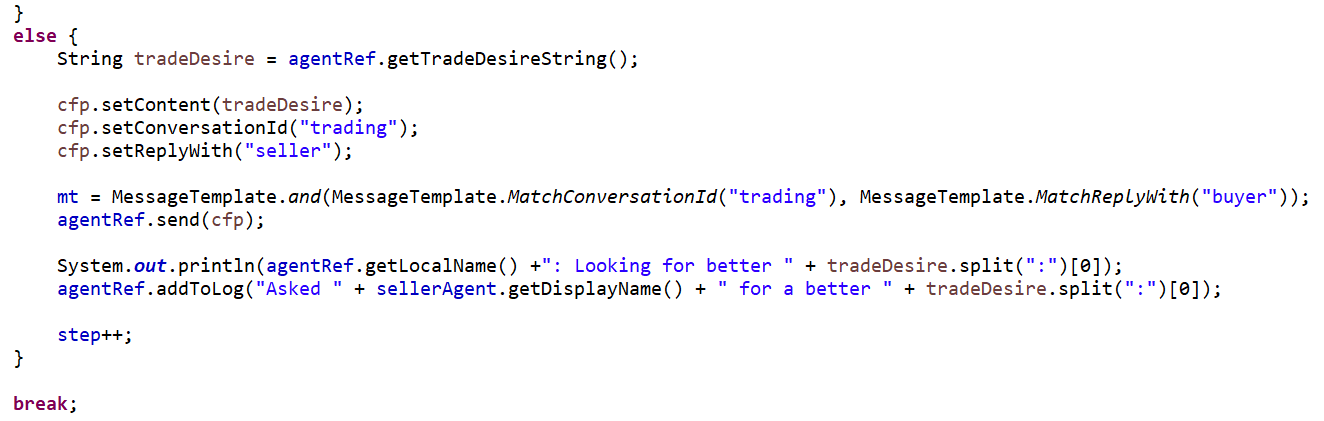 }
else {
    String tradeDesire = agentRef.getTradeDesireString();

    cfp.setContent(tradeDesire);
    cfp.setConversationId("trading");
    cfp.setReplyWith("seller");

    mt = MessageTemplate.and(MessageTemplate.MatchConversationId("trading"), MessageTemplate.MatchReplyWith("buyer"));
    agentRef.send(cfp);

    System.out.println(agentRef.getLocalName() +": Looking for better " + tradeDesire.split(":")[0]);
    agentRef.addToLog("Asked " + sellerAgent.getDisplayName() + " for a better " + tradeDesire.split(":")[0]);

    step++;
}

break;